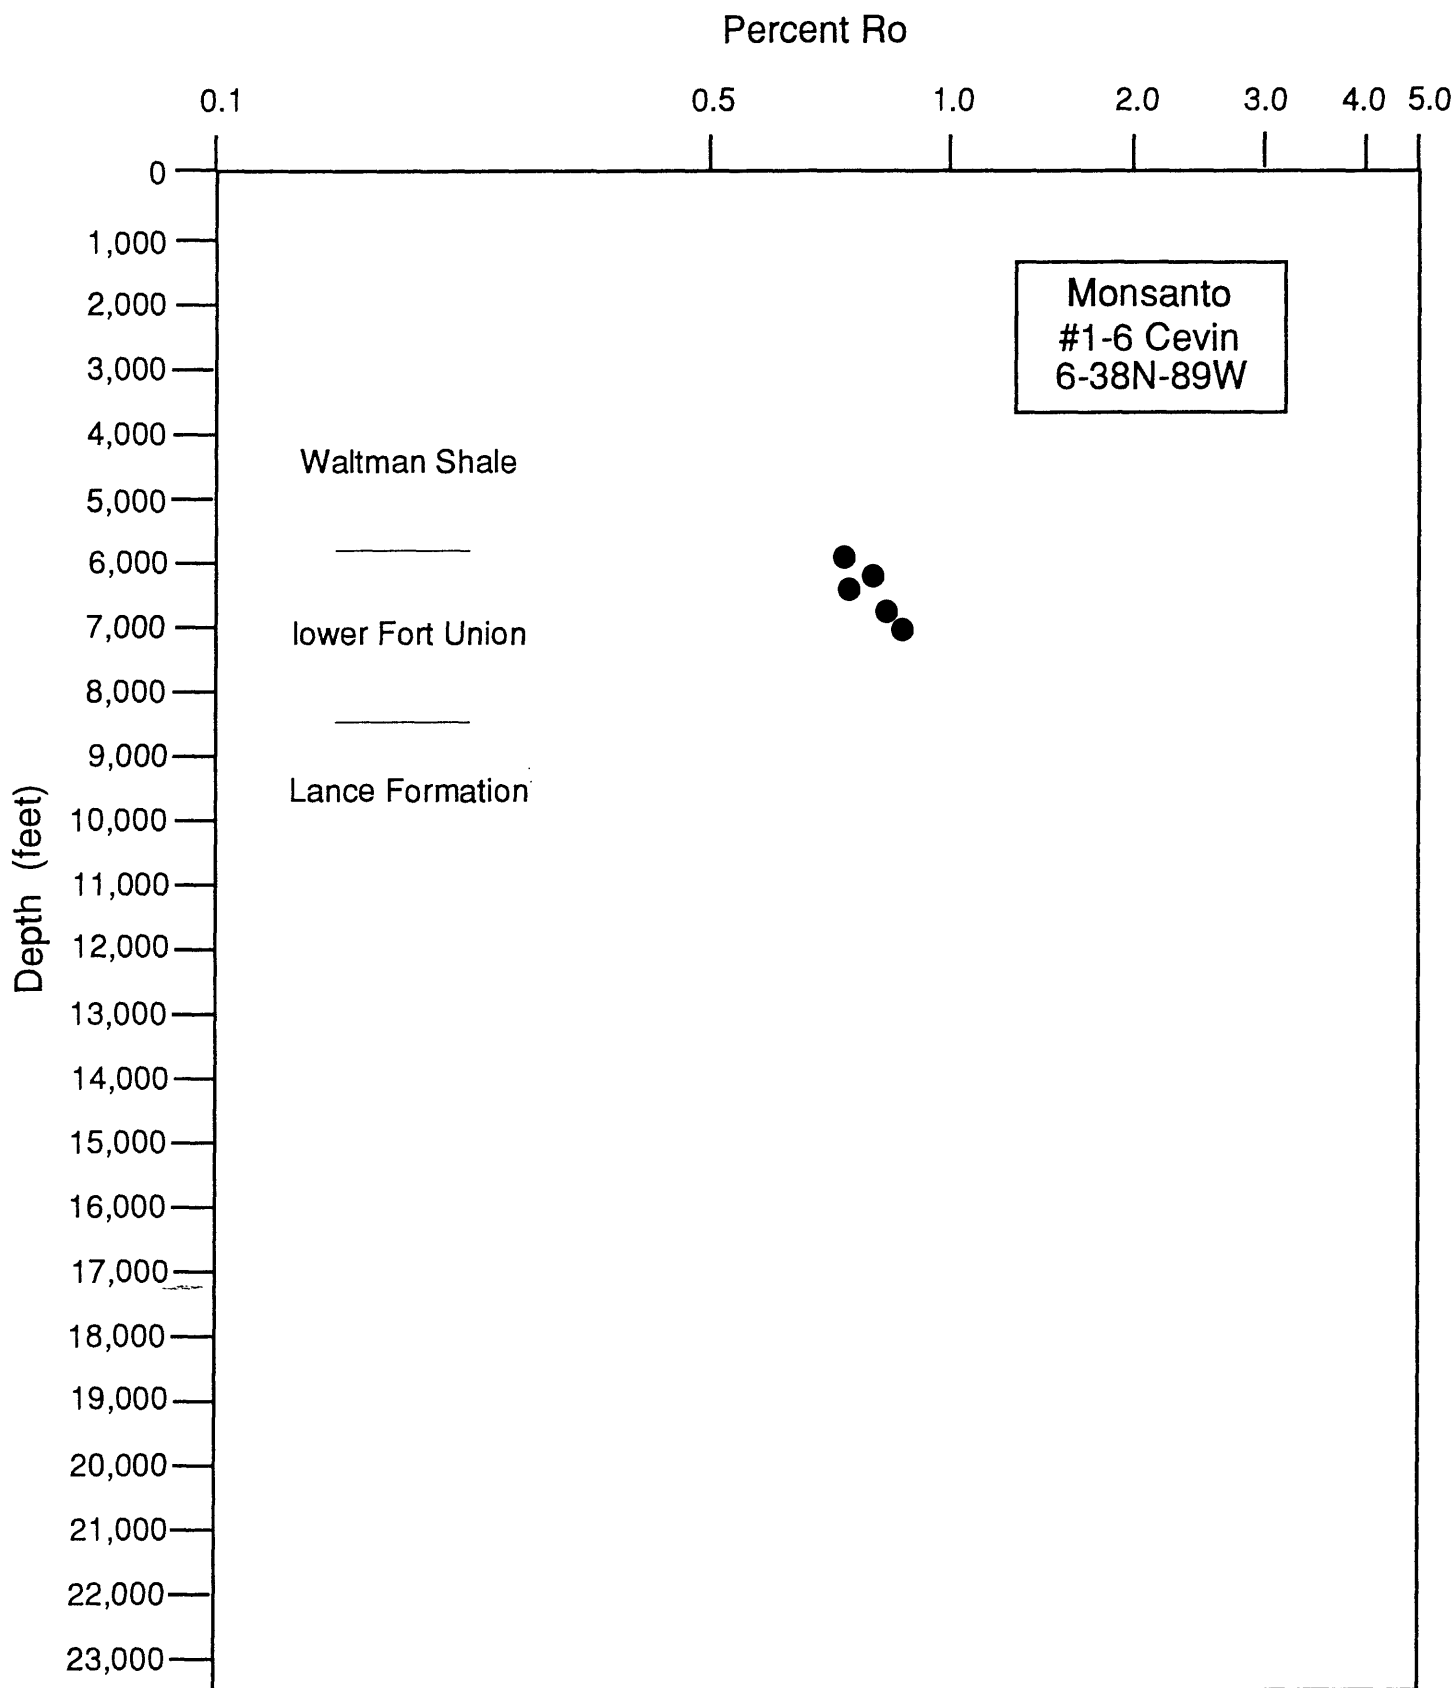 Percent Ro
0.1 0.5 1.0 2.0 3.0 4.0 5.0
0
1,000
2,000
3,000
4,000
5,000
6,000
7,000
8,000
9,000
10,000
11,000
12,000
13,000
14,000
15,000
16,000
17,000
18,000
19,000
20,000
21,000
22,000
23,000
Depth (feet)
Monsanto
#1-6 Cevin
6-38N-89W
Waltman Shale
lower Fort Union
Lance Formation